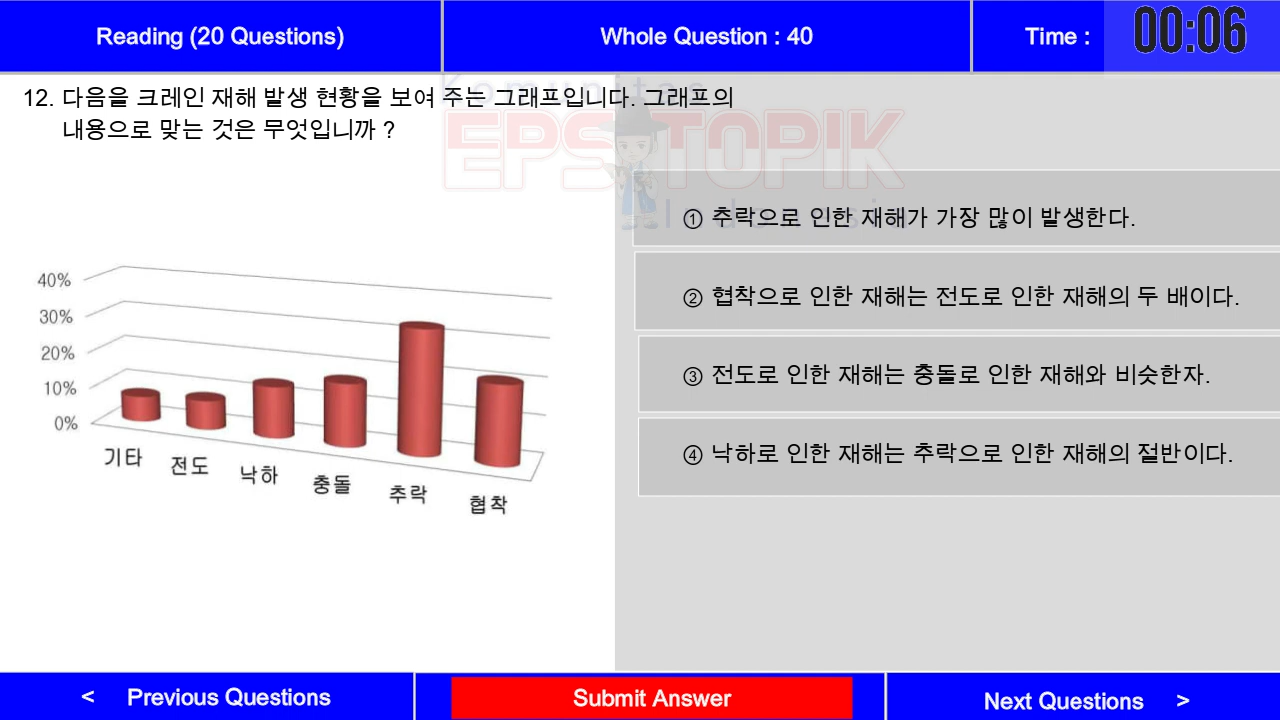 Reading (20 Questions)
Whole Question : 40
Time :
00:06
12. 다음을 크레인 재해 발생 현황을 보여 주는 그래프입니다. 그래프의
내용으로 맞는 것은 무엇입니까 ?
Komunitas
EPS TOPIK
Indonesia
40%
30%
20%
10%
0%
기타
전도
낙하
충돌
추락
협착
① 추락으로 인한 재해가 가장 많이 발생한다.
② 협착으로 인한 재해는 전도로 인한 재해의 두 배이다.
③ 전도로 인한 재해는 충돌로 인한 재해와 비슷한자.
④ 낙하로 인한 재해는 추락으로 인한 재해의 절반이다.
< Previous Questions
Submit Answer
Next Questions >